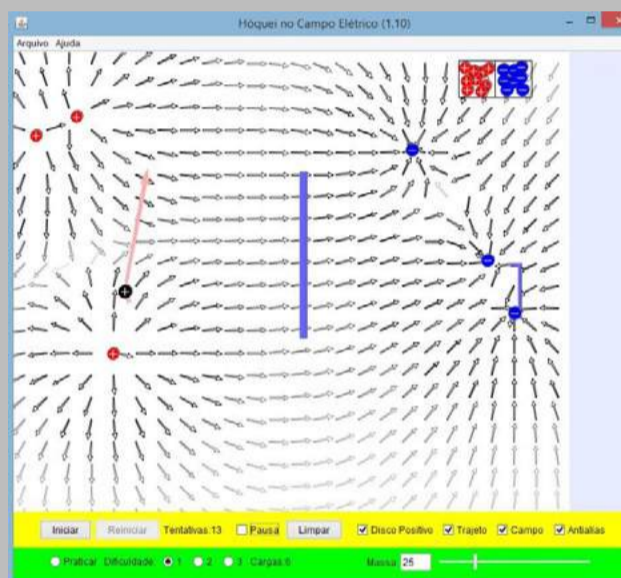 Hóquei no Campo Elétrico (1.10)
Arquivo Ajuda
Iniciar Reiniciar Tentativas:13 Pausa Limpar Disco Positivo Trajeto Campo Antialias
Praticar Dificuldade: 1 2 3 Cargas:6 Massa: 25